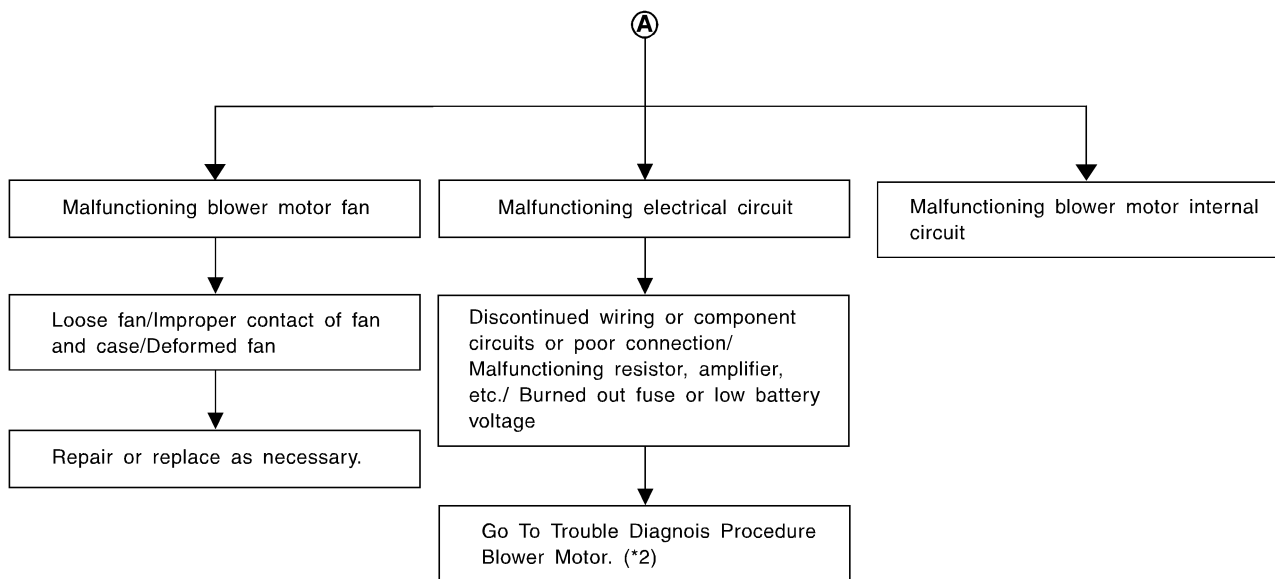 A
Malfunctioning blower motor fan
Loose fan/Improper contact of fan
and case/Deformed fan
Repair or replace as necessary.
Malfunctioning electrical circuit
Discontinued wiring or component
circuits or poor connection/
Malfunctioning resistor, amplifier,
etc./ Burned out fuse or low battery
voltage
Go To Trouble Diagnois Procedure
Blower Motor. (*2)
Malfunctioning blower motor internal
circuit